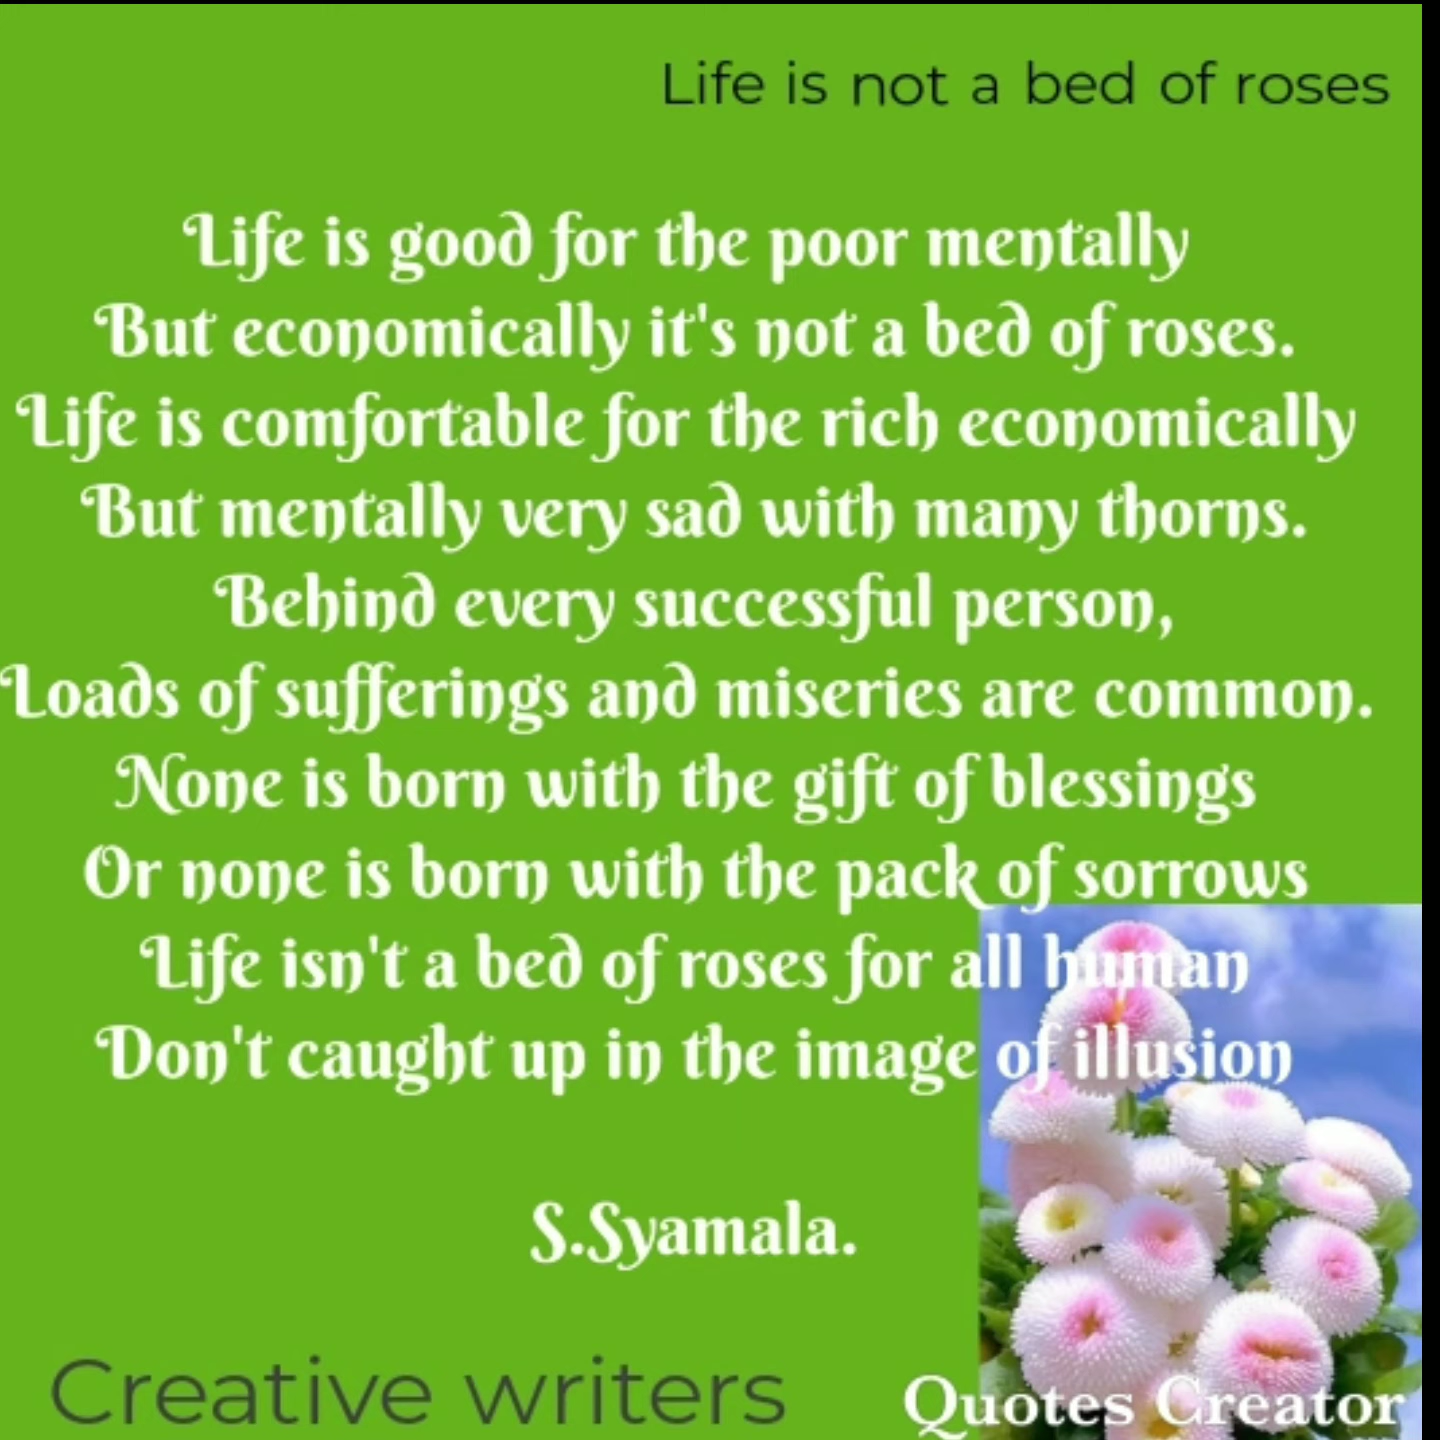 Life is not a bed of roses
Life is good for the poor mentally
But economically it's not a bed of roses.
Life is comfortable for the rich economically
But mentally very sad with many thorns.
Behind every successful person,
Loads of sufferings and miseries are common.
None is born with the gift of blessings
Or none is born with the pack of sorrows
Life isn't a bed of roses for all human
Don't caught up in the image of illusion
S.Syamala.
Creative writers
Quotes Creator